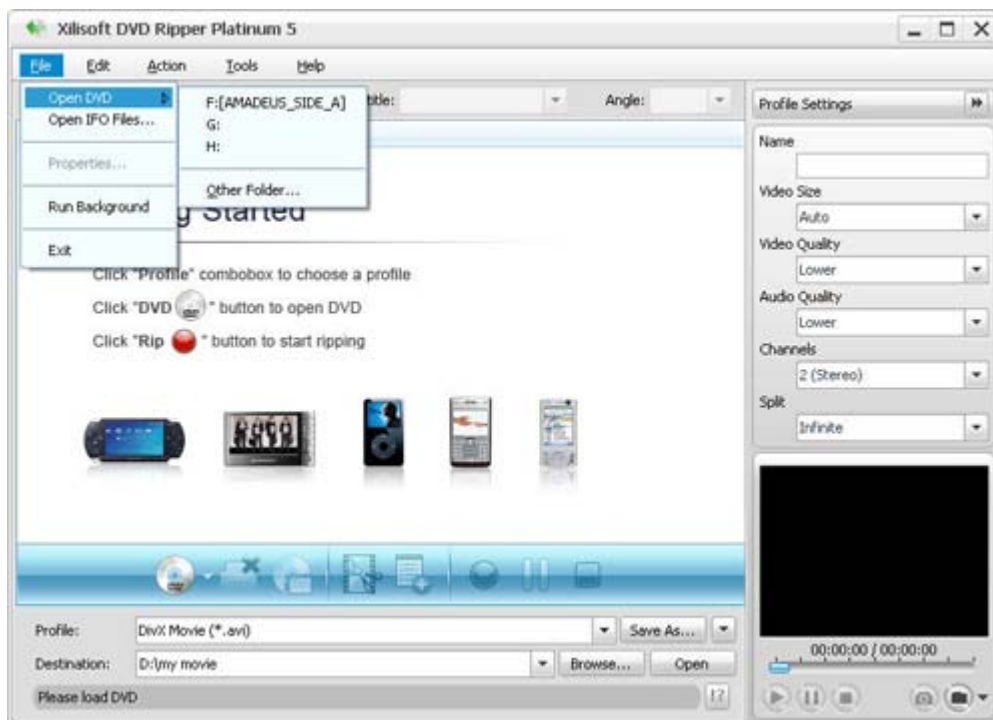 Xilisoft DVD Ripper Platinum 5
File Edit Action Tools Help
Open DVD
Open IFO Files...
Properties...
Run Background
Exit
F:[AMADEUS_SIDE_A]
G:
H:
Other Folder...
Angle:
Started
Click "Profile" combobox to choose a profile
Click "DVD " button to open DVD
Click "Rip " button to start ripping
Profile Settings
Name
Video Size
Auto
Video Quality
Lower
Audio Quality
Lower
Channels
2 (Stereo)
Split
Infinite
Profile: DivX Movie (*.avi) Save As...
Destination: D:\my movie Browse... Open
Please load DVD !?
00:00:00 / 00:00:00